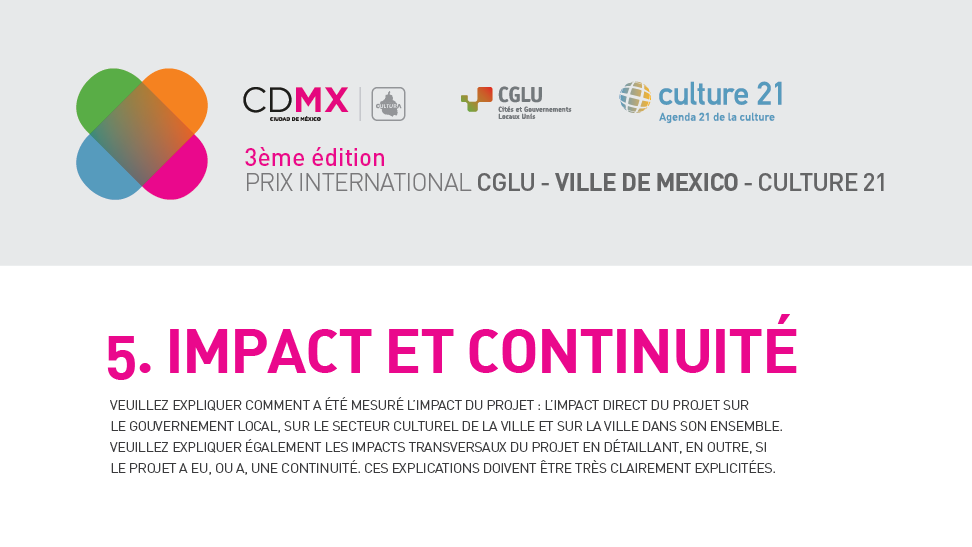 CDMX
CIUDAD DE MÉXICO
CULTURA
CGLU
Cités et Gouvernements
Locaux Unis
culture 21
Agenda 21 de la culture
3ème édition
PRIX INTERNATIONAL CGLU - VILLE DE MEXICO - CULTURE 21
5. IMPACT ET CONTINUITÉ
VEUILLEZ EXPLIQUER COMMENT A ÉTÉ MESURÉ L'IMPACT DU PROJET : L'IMPACT DIRECT DU PROJET SUR
LE GOUVERNEMENT LOCAL, SUR LE SECTEUR CULTUREL DE LA VILLE ET SUR LA VILLE DANS SON ENSEMBLE.
VEUILLEZ EXPLIQUER ÉGALEMENT LES IMPACTS TRANSVERSAUX DU PROJET EN DÉTAILLANT, EN OUTRE, SI
LE PROJET A EU, OU A, UNE CONTINUITÉ. CES EXPLICATIONS DOIVENT ÊTRE TRÈS CLAIREMENT EXPLICITÉES.